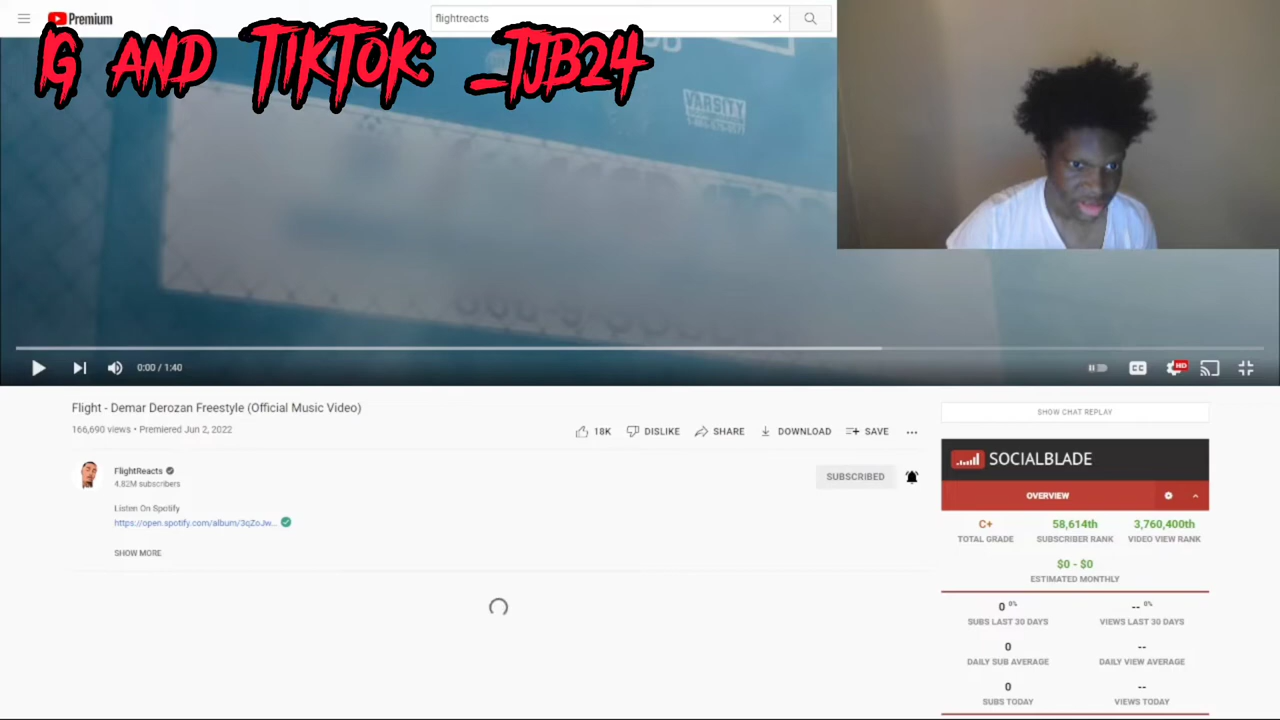 Premium
flightreacts
IG AND TIKTOK: _TJB24
VARSITY
0:00 / 1:40
CC
HD
Flight - Demar Derozan Freestyle (Official Music Video)
166,690 views • Premiered Jun 2, 2022
18K
DISLIKE
SHARE
DOWNLOAD
SAVE
SHOW CHAT REPLAY
FlightReacts
4.82M subscribers
SUBSCRIBED
Listen On Spotify
https://open.spotify.com/album/3qZoJw...
SHOW MORE
SOCIALBLADE
OVERVIEW
C+ 58,614th 3,760,400th
TOTAL GRADE SUBSCRIBER RANK VIDEO VIEW RANK
$0 - $0
ESTIMATED MONTHLY
0 0% -- 0%
SUBS LAST 30 DAYS VIEWS LAST 30 DAYS
0 --
DAILY SUB AVERAGE DAILY VIEW AVERAGE
0 --
SUBS TODAY VIEWS TODAY